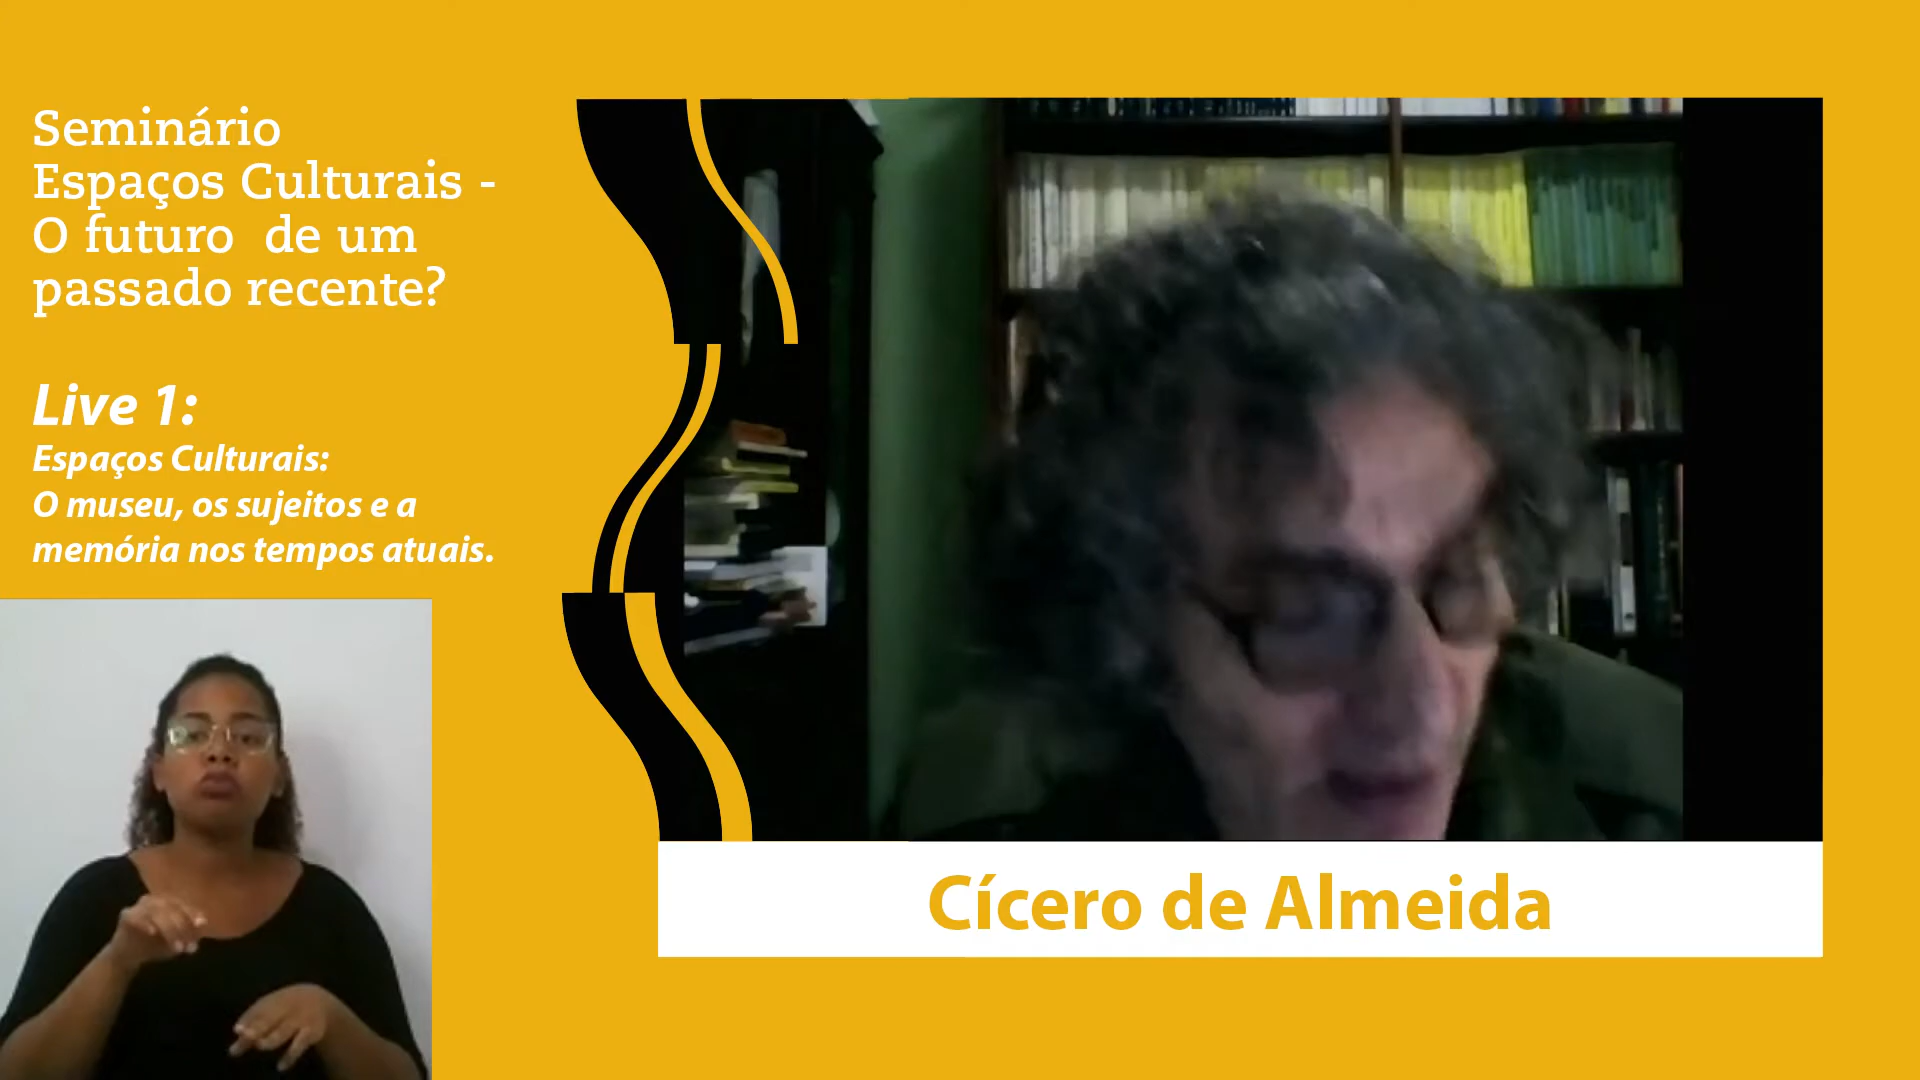 Seminário
Espaços Culturais -
O futuro de um
passado recente?
Live 1:
Espaços Culturais:
O museu, os sujeitos e a
memória nos tempos atuais.
Cícero de Almeida